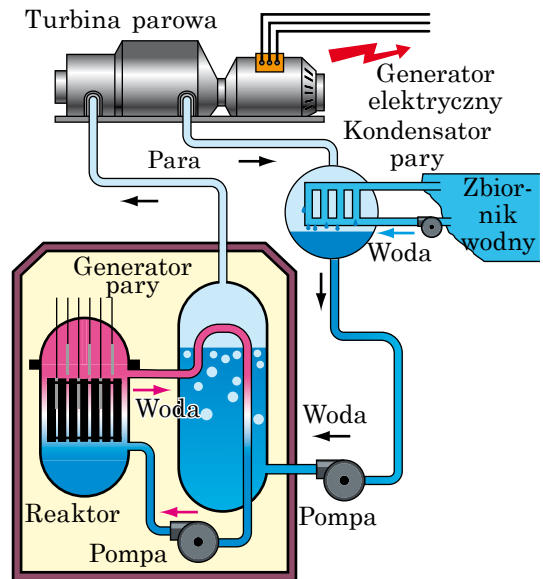 Turbina parowa
Generator
elektryczny
Kondensator
pary
Para
Zbior-
nik
wodny
Woda
Generator
pary
Woda
Woda
Reaktor
Pompa
Pompa